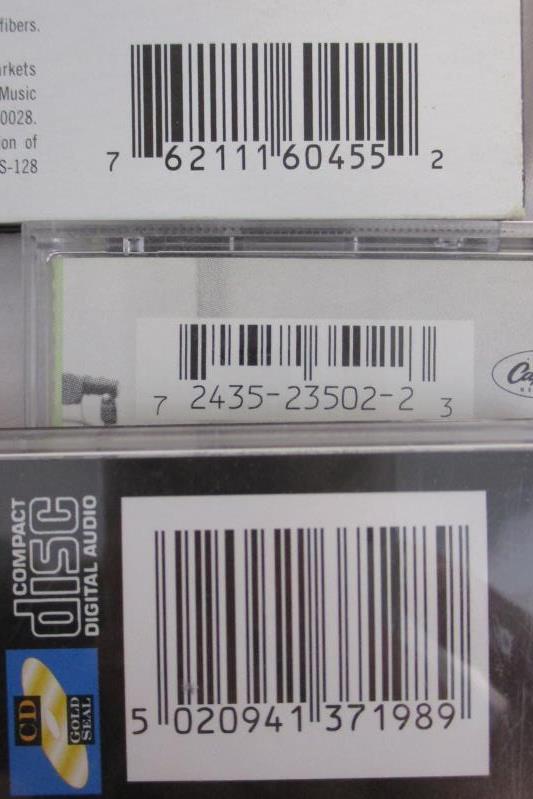 fibers.
Music
0028.
on of
S-128
7 62111 60455 2
7 2435-23502-2 3
COMPACT
disc
DIGITAL AUDIO
CD
GOLD
SEAL
5 020941 371989